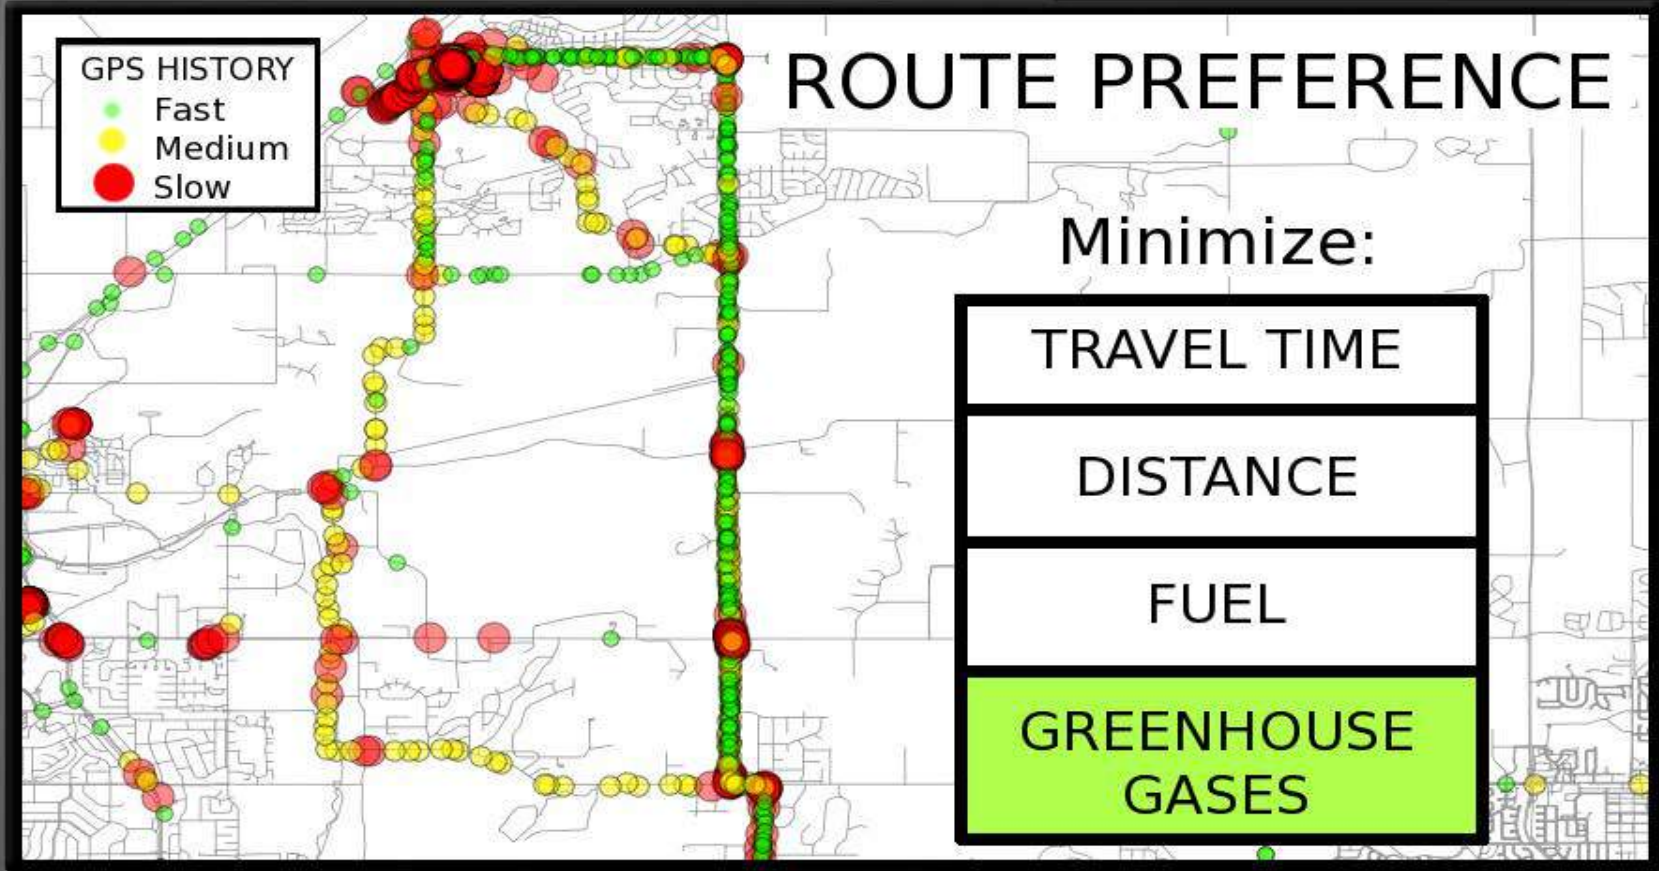 GPS HISTORY
Fast
Medium
Slow
ROUTE PREFERENCE
Minimize:
TRAVEL TIME
DISTANCE
FUEL
GREENHOUSE
GASES